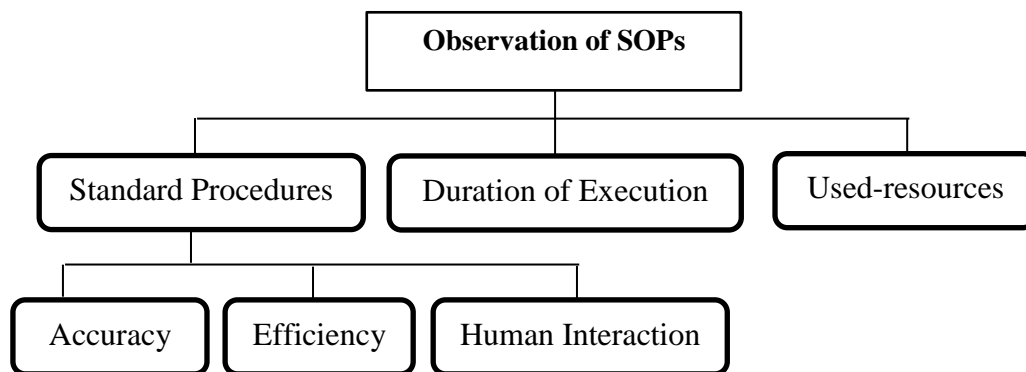 Observation of SOPs
Standard Procedures
Duration of Execution
Used-resources
Accuracy
Efficiency
Human Interaction